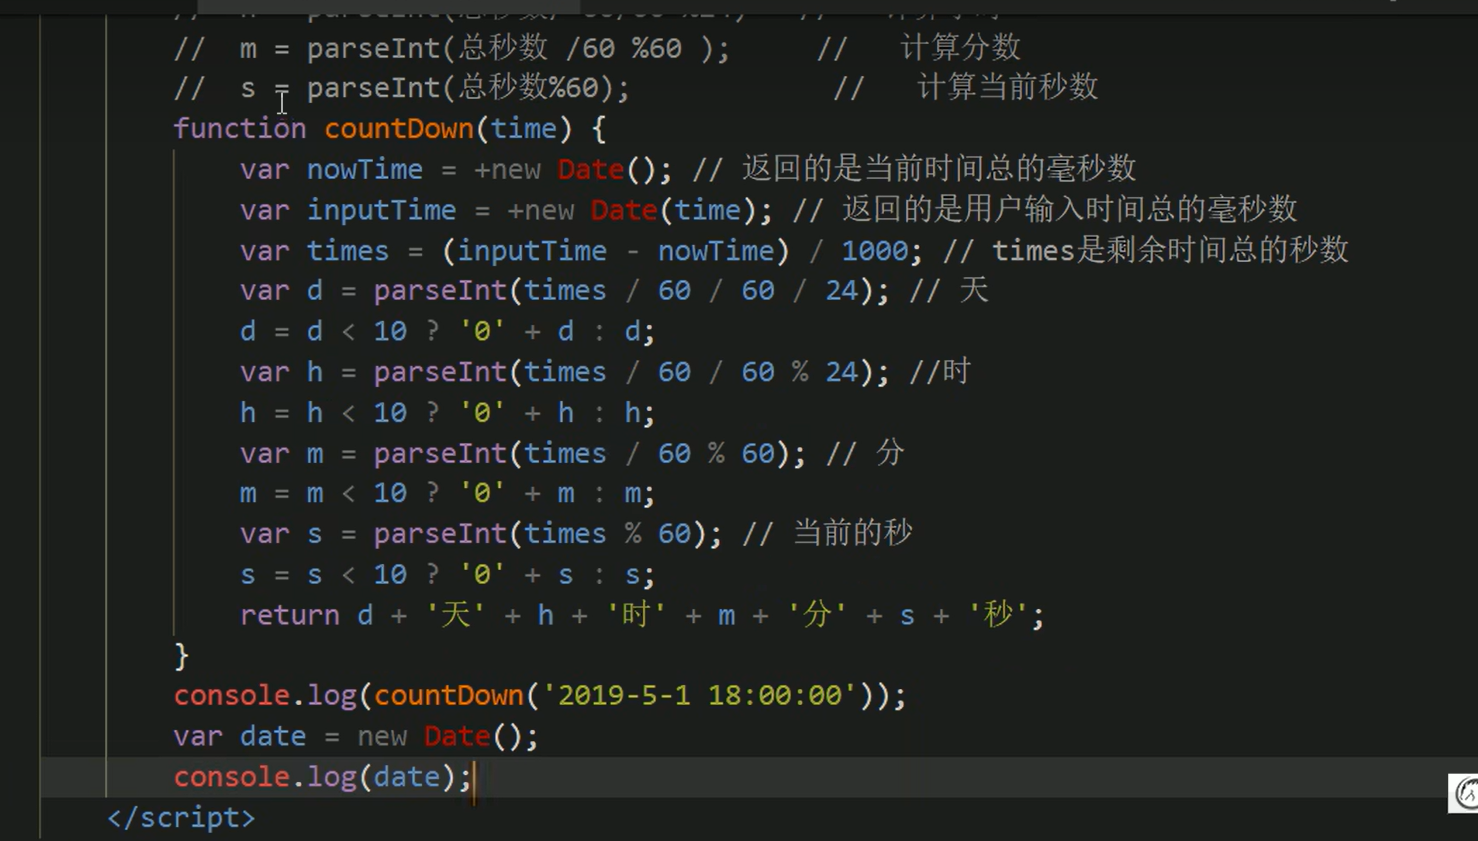 // m = parseInt(总秒数 /60 %60 ); // 计算分数
// s = parseInt(总秒数%60); // 计算当前秒数
function countDown(time) {
var nowTime = +new Date(); // 返回的是当前时间总的毫秒数
var inputTime = +new Date(time); // 返回的是用户输入时间总的毫秒数
var times = (inputTime - nowTime) / 1000; // times是剩余时间总的秒数
var d = parseInt(times / 60 / 60 / 24); // 天
d = d < 10 ? '0' + d : d;
var h = parseInt(times / 60 / 60 % 24); //时
h = h < 10 ? '0' + h : h;
var m = parseInt(times / 60 % 60); // 分
m = m < 10 ? '0' + m : m;
var s = parseInt(times % 60); // 当前的秒
s = s < 10 ? '0' + s : s;
return d + '天' + h + '时' + m + '分' + s + '秒';
}
console.log(countDown('2019-5-1 18:00:00'));
var date = new Date();
console.log(date);
</script>